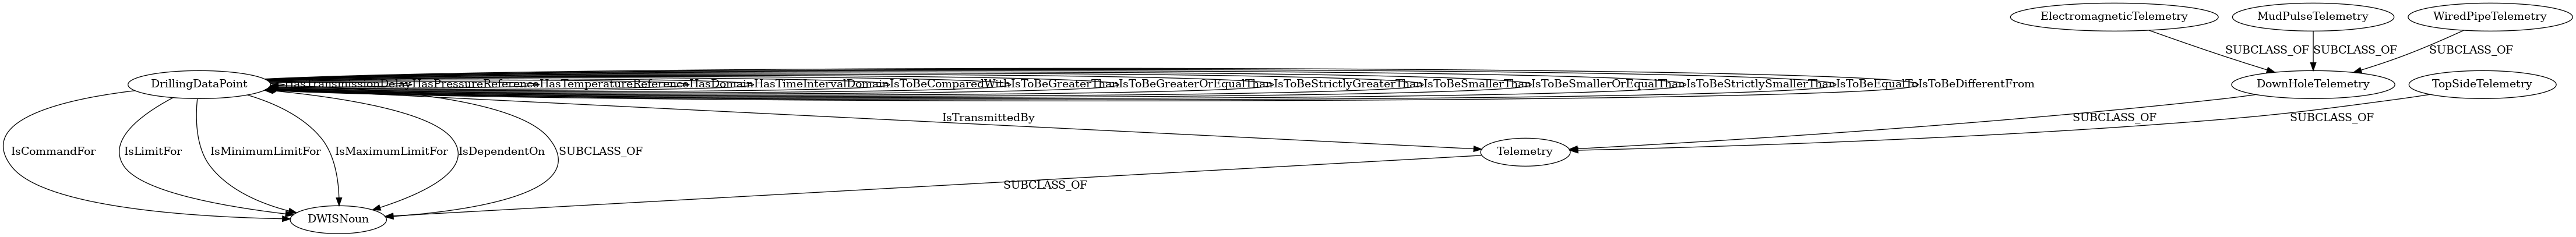 ElectromagneticTelemetry
MudPulseTelemetry
WiredPipeTelemetry
SUBCLASS_OF
SUBCLASS_OF
SUBCLASS_OF
DrillingDataPoint
HasTransmissionDelay
HasPressureReference
HasTemperatureReference
HasDomain
HasTimeIntervalDomain
IsToBeComparedWith
IsToBeGreaterThan
IsToBeGreaterOrEqualThan
IsToBeStrictlyGreaterThan
IsToBeSmallerThan
IsToBeSmallerOrEqualThan
IsToBeStrictlySmallerThan
IsToBeEqualTo
IsToBeDifferentFrom
DownHoleTelemetry
TopSideTelemetry
IsTransmittedBy
SUBCLASS_OF
SUBCLASS_OF
IsCommandFor
IsLimitFor
IsMinimumLimitFor
IsMaximumLimitFor
IsDependentOn
SUBCLASS_OF
Telemetry
SUBCLASS_OF
DWISNoun